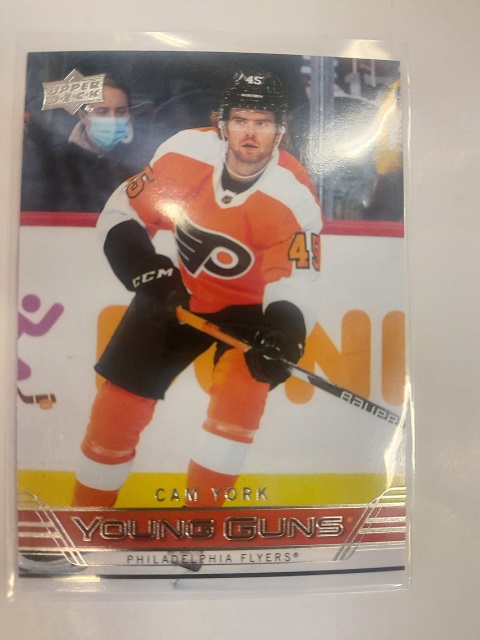 UPPER
DECK
45
45
45
CCM
BAUER
CAM YORK
YOUNG GUNS
PHILADELPHIA FLYERS®